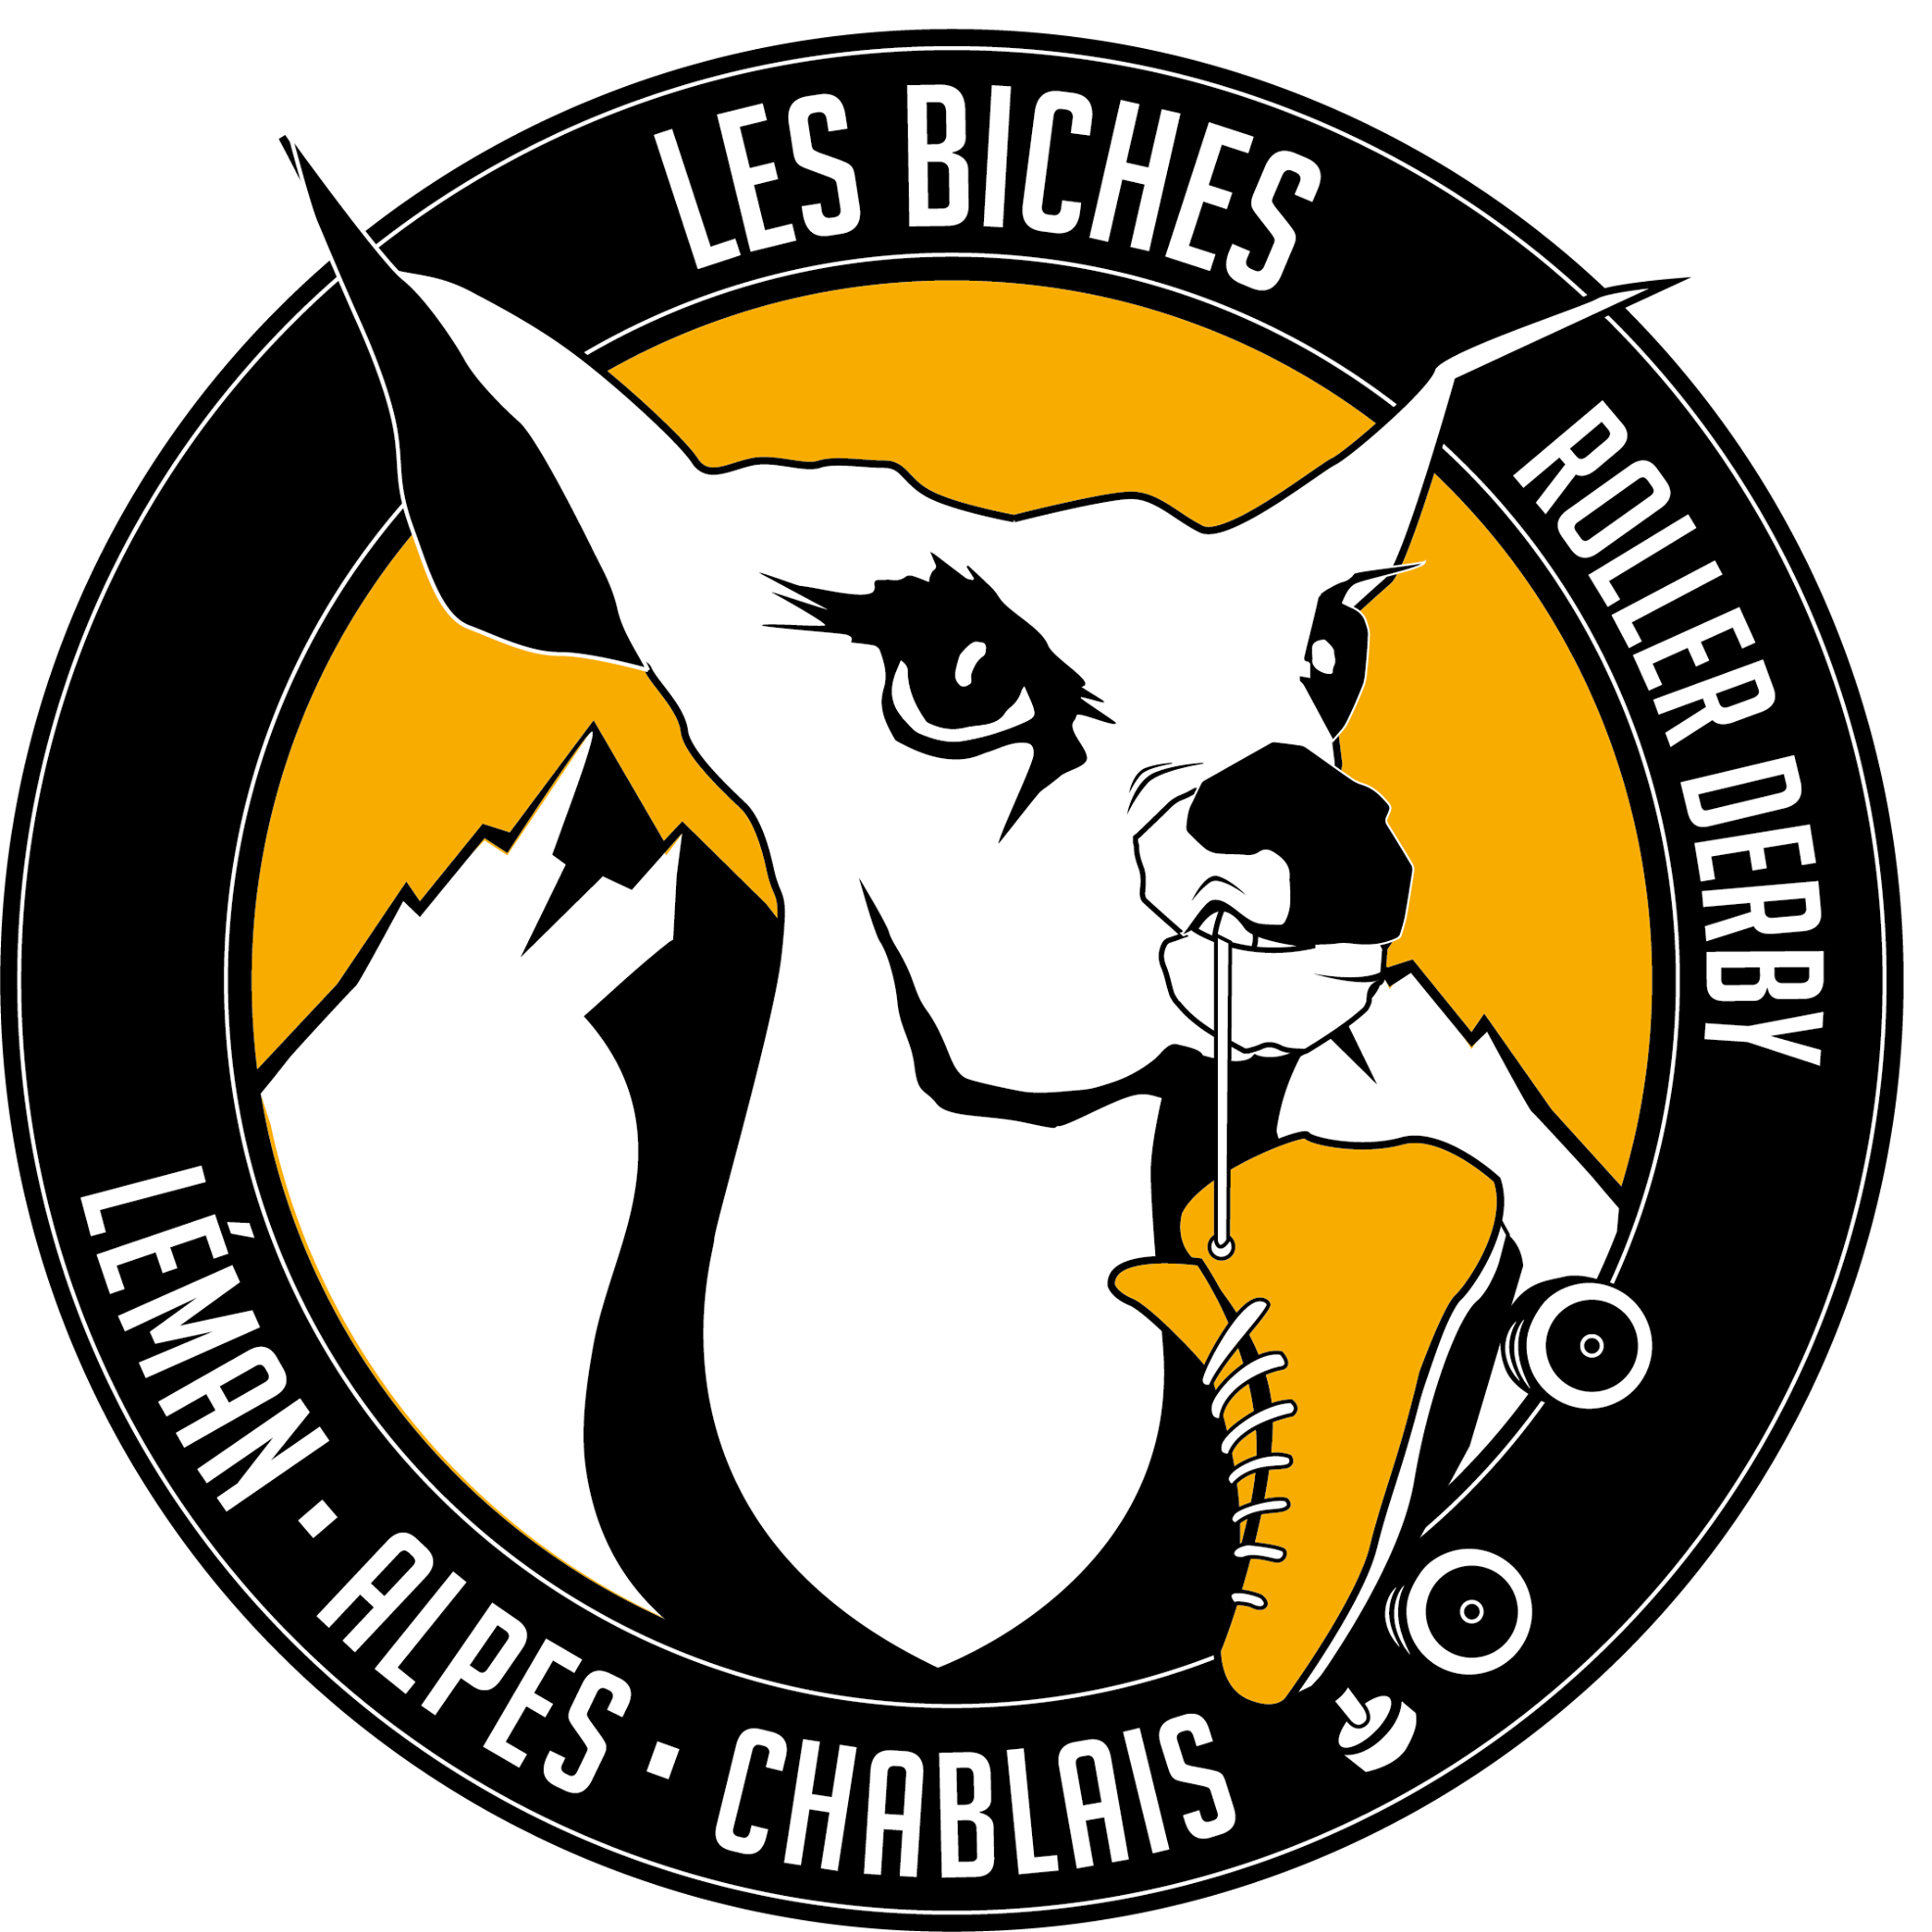 LES BICHES
ROLLER DERBY
LÉMAN · ALPES · CHABLAIS